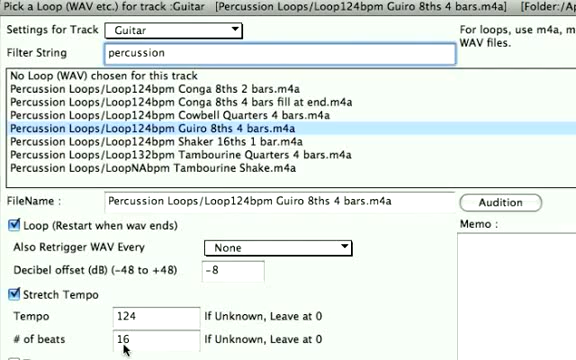 Pick a Loop (WAV etc.) for track :Guitar [Percussion Loops/Loop124bpm Guiro 8ths 4 bars.m4a] [Folder:/Ap
Settings for Track Guitar
For loops, use m4a, m
WAV files.
Filter String percussion
No Loop (WAV) chosen for this track
Percussion Loops/Loop124bpm Conga 8ths 2 bars.m4a
Percussion Loops/Loop124bpm Conga 8ths 4 bars fill at end.m4a
Percussion Loops/Loop124bpm Cowbell Quarters 4 bars.m4a
Percussion Loops/Loop124bpm Guiro 8ths 4 bars.m4a
Percussion Loops/Loop124bpm Shaker 16ths 1 bar.m4a
Percussion Loops/Loop132bpm Tambourine Quarters 4 bars.m4a
Percussion Loops/LoopNAbpm Tambourine Shake.m4a
FileName : Percussion Loops/Loop124bpm Guiro 8ths 4 bars.m4a Audition
Loop (Restart when wav ends)
Memo :
Also Retrigger WAV Every None
Decibel offset (dB) (-48 to +48) -8
Stretch Tempo
Tempo 124 If Unknown, Leave at 0
# of beats 16 If Unknown, Leave at 0